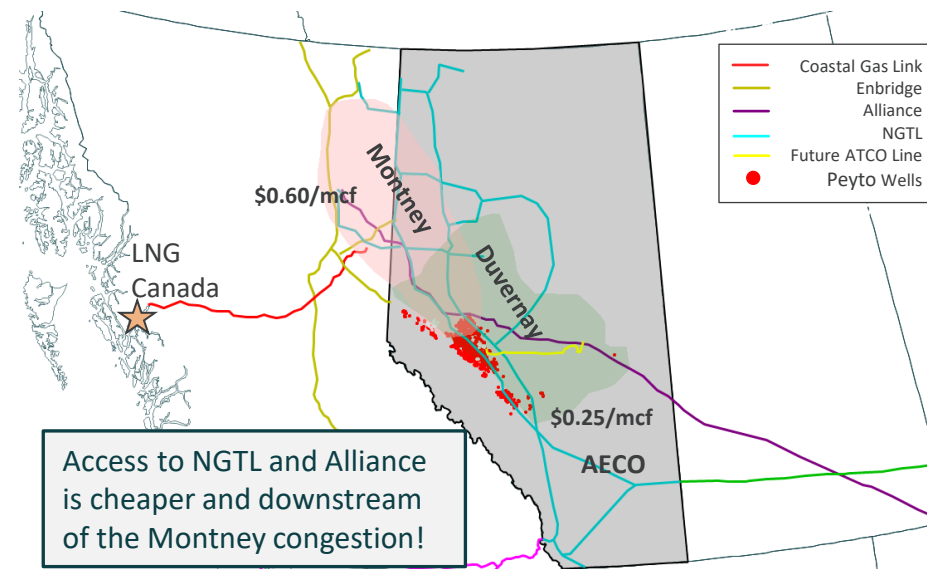 Coastal Gas Link
Enbridge
Alliance
NGTL
Future ATCO Line
Peyto Wells
Montney
$0.60/mcf
Duvernay
LNG
Canada
$0.25/mcf
AECO
Access to NGTL and Alliance
is cheaper and downstream
of the Montney congestion!